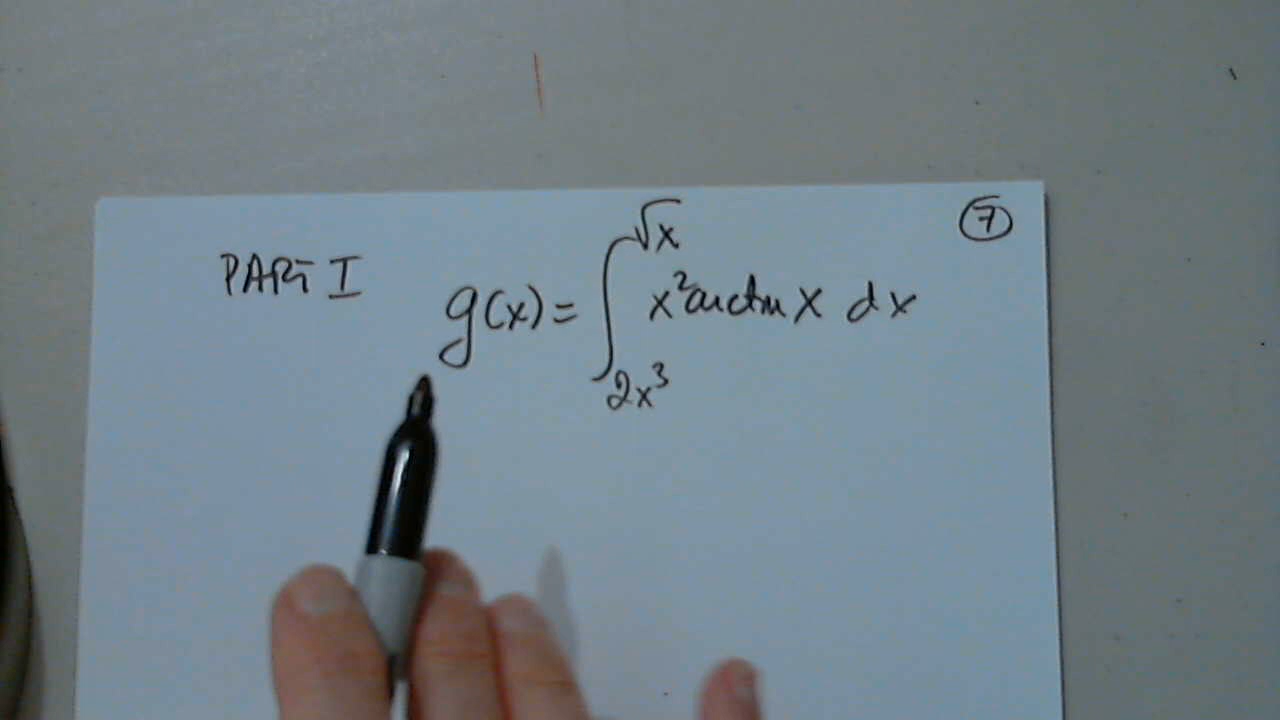 PART I g(x) = ∫_{2x³}^{√x} x² arctan x dx ⑦